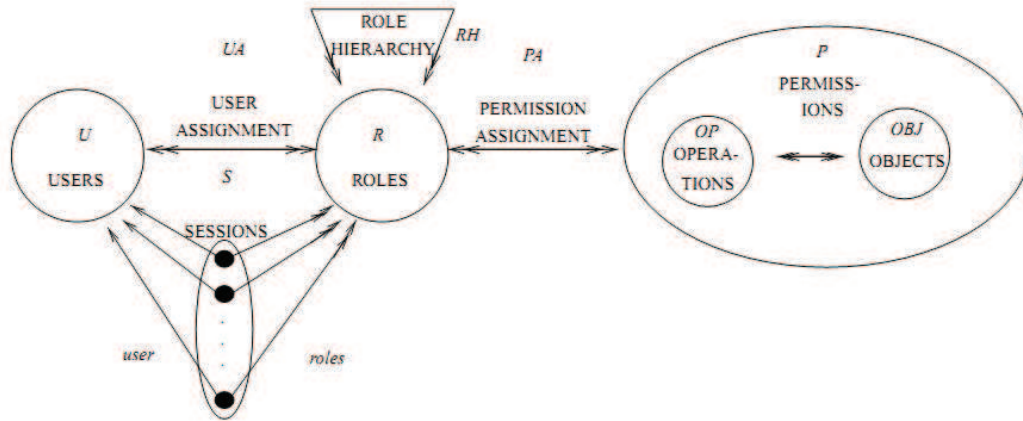 ROLE
HIERARCHY
RH
UA
PA
P
PERMISS-
IONS
USER
ASSIGNMENT
PERMISSION
ASSIGNMENT
U
USERS
R
ROLES
OP
OPERA-
TIONS
OBJ
OBJECTS
S
SESSIONS
user
roles